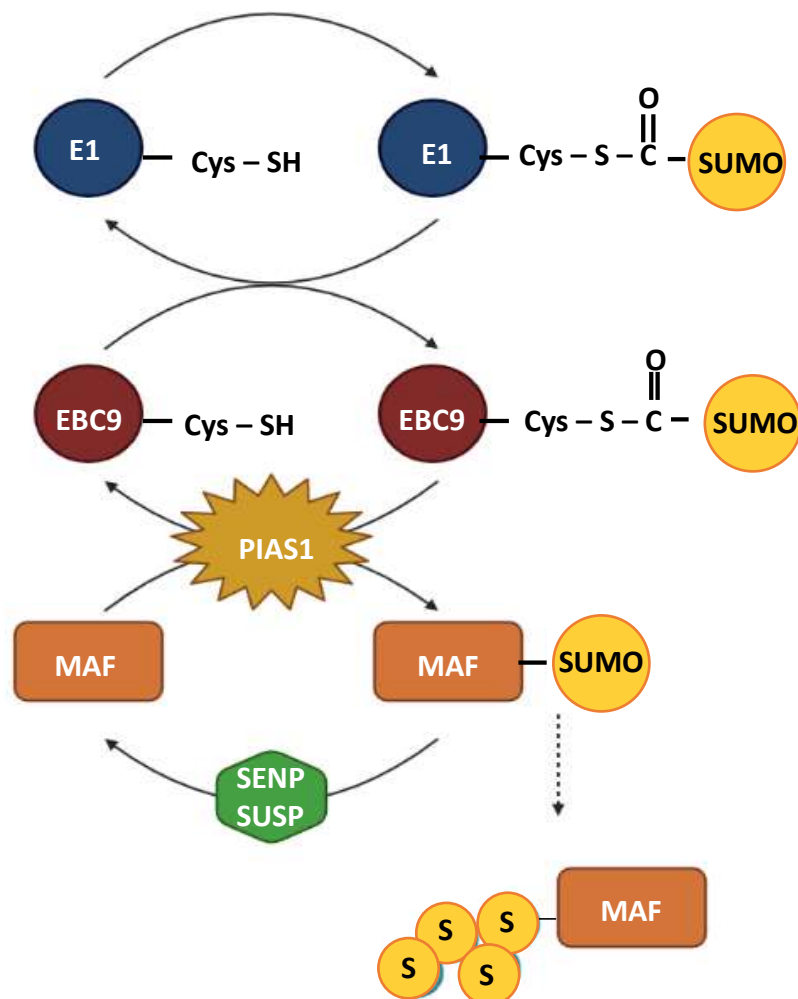 O
E1
Cys – SH
E1
Cys – S – C
SUMO
O
EBC9
Cys – SH
EBC9
Cys – S – C
SUMO
PIAS1
MAF
MAF
SUMO
SENP
SUSP
MAF
S
S
S
S